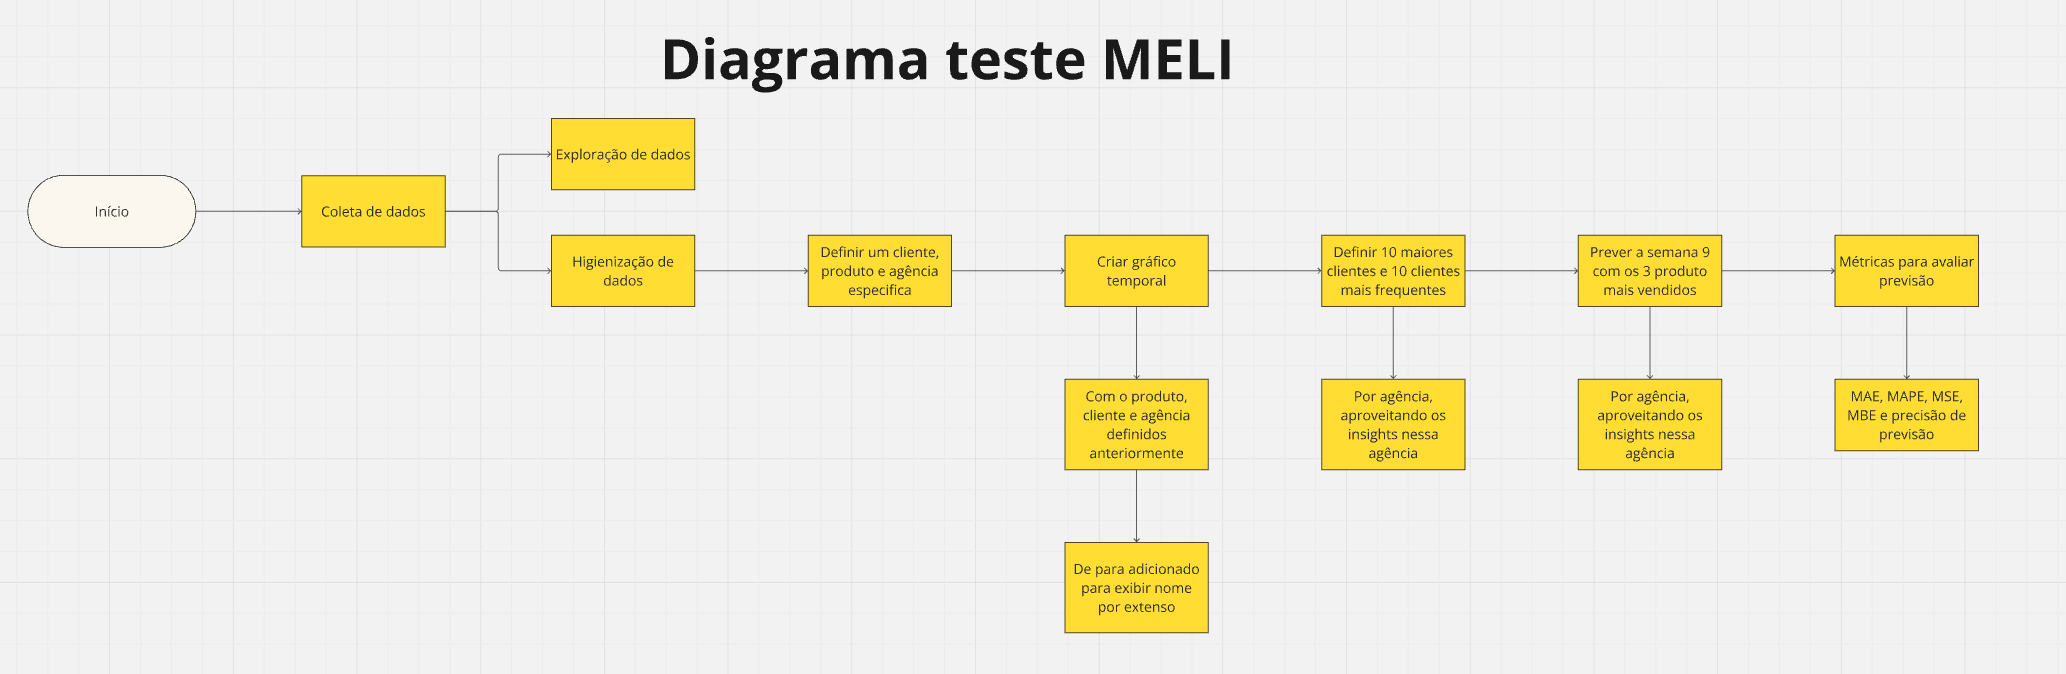 Diagrama teste MELI
Início
Coleta de dados
Exploração de dados
Higienização de
dados
Definir um cliente,
produto e agência
especifica
Criar gráfico
temporal
Com o produto,
cliente e agência
definidos
anteriormente
De para adicionado
para exibir nome
por extenso
Definir 10 maiores
clientes e 10 clientes
mais frequentes
Por agência,
aproveitando os
insights nessa
agência
Prever a semana 9
com os 3 produto
mais vendidos
Por agência,
aproveitando os
insights nessa
agência
Métricas para avaliar
previsão
MAE, MAPE, MSE,
MBE e precisão de
previsão